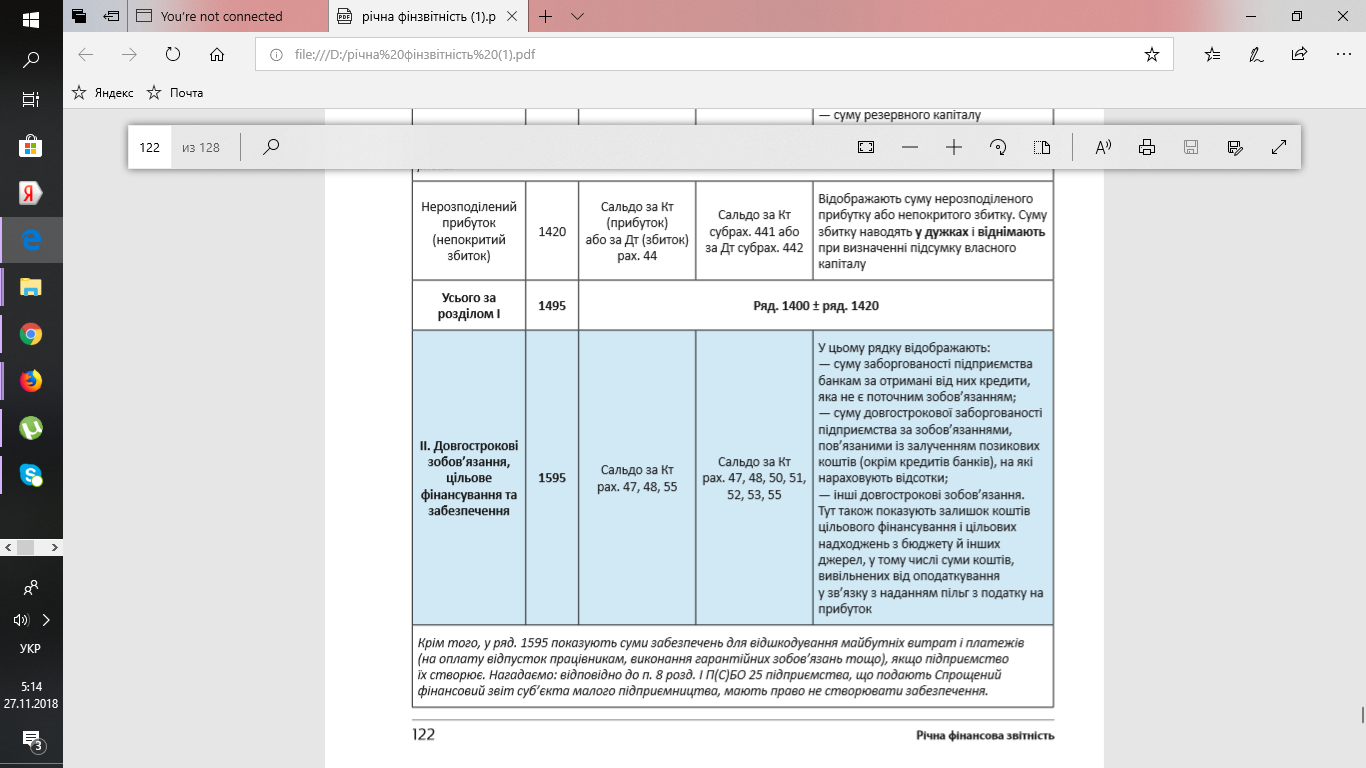 You're not connected
річна фінзвітність (1).p
file:///D:/річна%20фінзвітність%20(1).pdf
Яндекс
Почта
— суму резервного капіталу
122
из 128
Нерозподілений
прибуток
(непокритий
збиток)
1420
Сальдо за Кт
(прибуток)
або за Дт (збиток)
рах. 44
Сальдо за Кт
субрах. 441 або
за Дт субрах. 442
Відображають суму нерозподіленого
прибутку або непокритого збитку. Суму
збитку наводять у дужках і віднімають
при визначенні підсумку власного
капіталу
Усього за
розділом І
1495
Ряд. 1400 ± ряд. 1420
ІІ. Довгострокові
зобов’язання,
цільове
фінансування та
забезпечення
1595
Сальдо за Кт
рах. 47, 48, 55
Сальдо за Кт
рах. 47, 48, 50, 51,
52, 53, 55
У цьому рядку відображають:
— суму заборгованості підприємства
банкам за отримані від них кредити,
яка не є поточним зобов’язанням;
— суму довгострокової заборгованості
підприємства за зобов’язаннями,
пов’язаними із залученням позикових
коштів (окрім кредитів банків), на які
нараховують відсотки;
— інші довгострокові зобов’язання.
Тут також показують залишок коштів
цільового фінансування і цільових
надходжень з бюджету й інших
джерел, у тому числі суми коштів,
вивільнених від оподаткування
у зв’язку з наданням пільг з податку на
прибуток
Крім того, у ряд. 1595 показують суми забезпечень для відшкодування майбутніх витрат і платежів
(на оплату відпусток працівникам, виконання гарантійних зобов’язань тощо), якщо підприємство
їх створює. Нагадаємо: відповідно до п. 8 розд. І П(С)БО 25 підприємства, що подають Спрощений
фінансовий звіт суб’єкта малого підприємництва, мають право не створювати забезпечення.
122
Річна фінансова звітність
УКР
5:14
27.11.2018
3